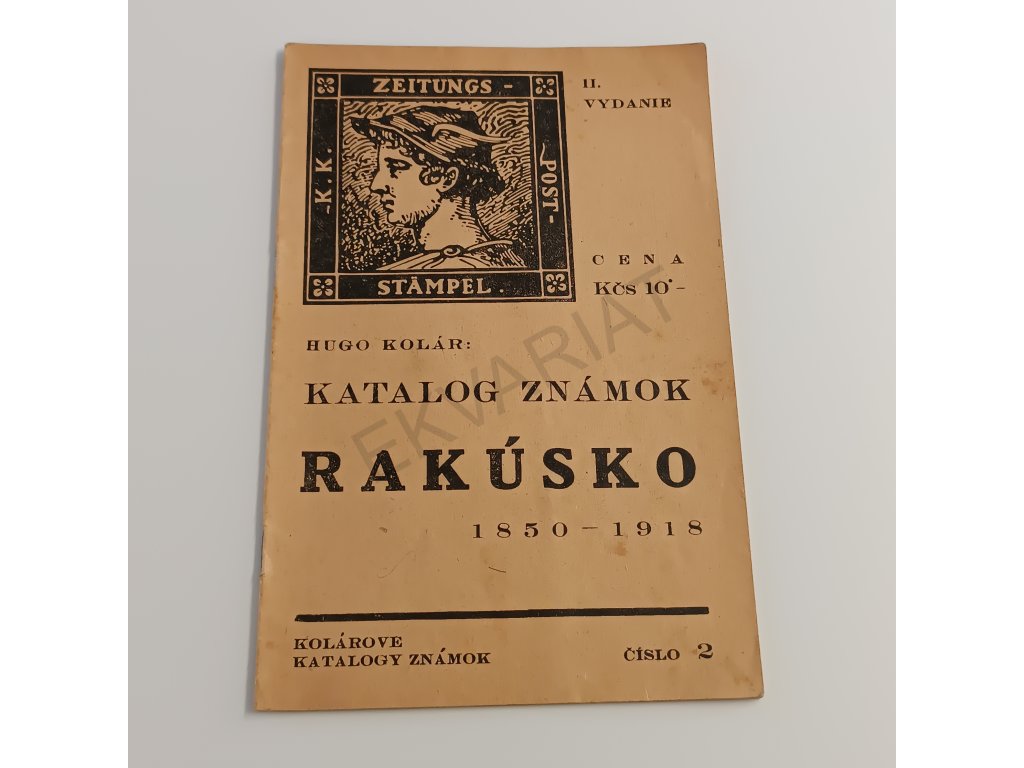 ZEITUNGS -
K.K.
POST-
STÄMPEL.
II.
VYDANIE
CENA
Kčs 10·-
HUGO KOLÁR:
KATALOG ZNÁMOK
RAKÚSKO
1850-1918
KOLÁROVE
KATALOGY ZNÁMOK
ČÍSLO 2
EKVARIAT